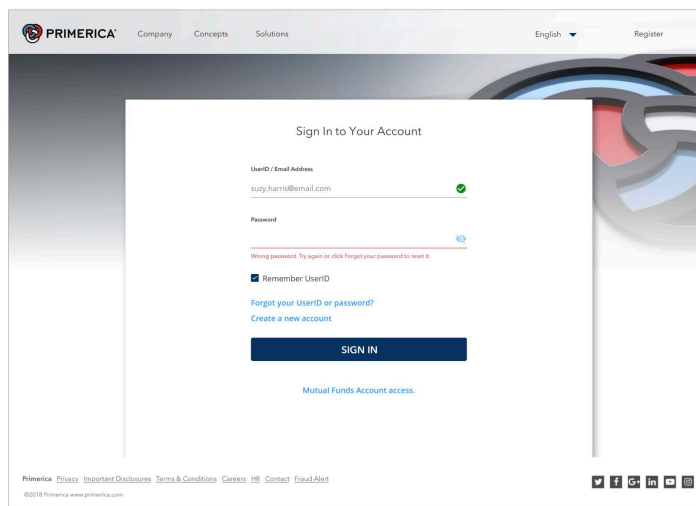 PRIMERICA Company Concepts Solutions English Register
Sign In to Your Account
UserID / Email Address
suzy.harris@email.com
Password
Wrong password. Try again or click Forgot your password to reset it.
Remember UserID
Forgot your UserID or password?
Create a new account
SIGN IN
Mutual Funds Account access.
Primerica Privacy Important Disclosures Terms & Conditions Careers HR Contact Fraud Alert
©2018 Primerica www.primerica.com